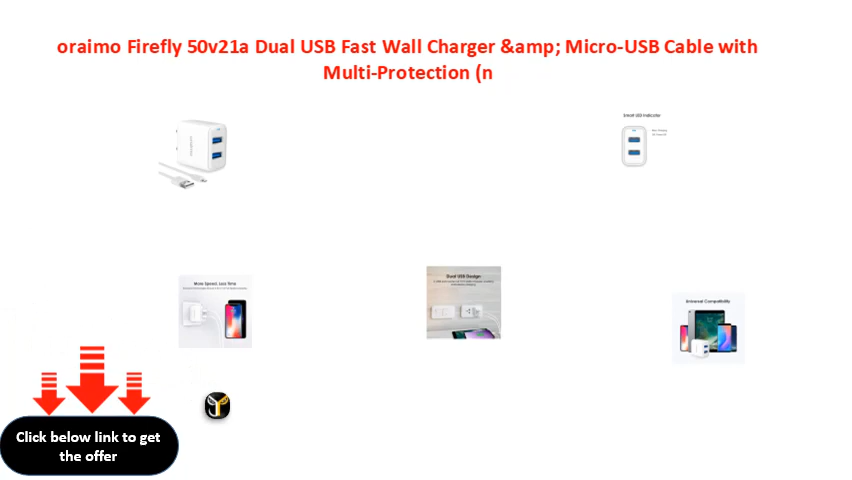 oraimo Firefly 50v21a Dual USB Fast Wall Charger &amp; Micro-USB Cable with
Multi-Protection (n
Smart LED Indicator
More Speed, Less Time
Dual USB Design
Universal Compatibility
Click below link to get
the offer